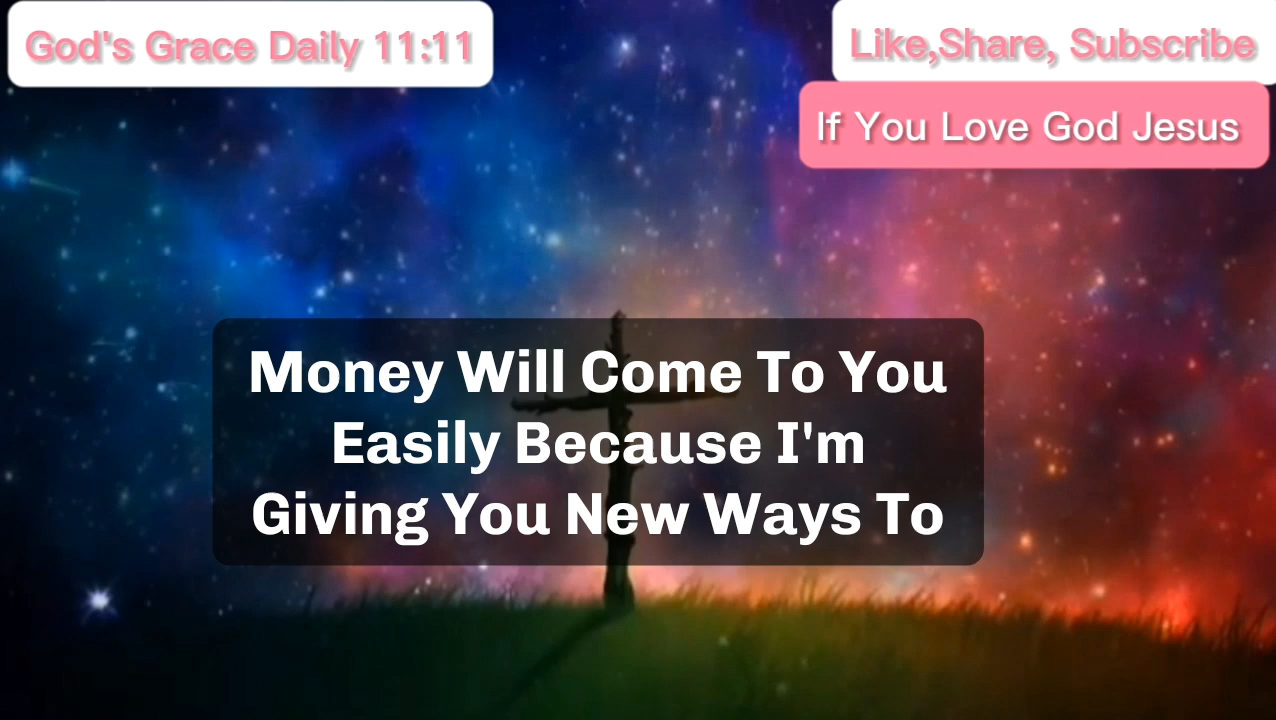 God's Grace Daily 11:11
Like,Share, Subscribe
If You Love God Jesus
Money Will Come To You
Easily Because I'm
Giving You New Ways To